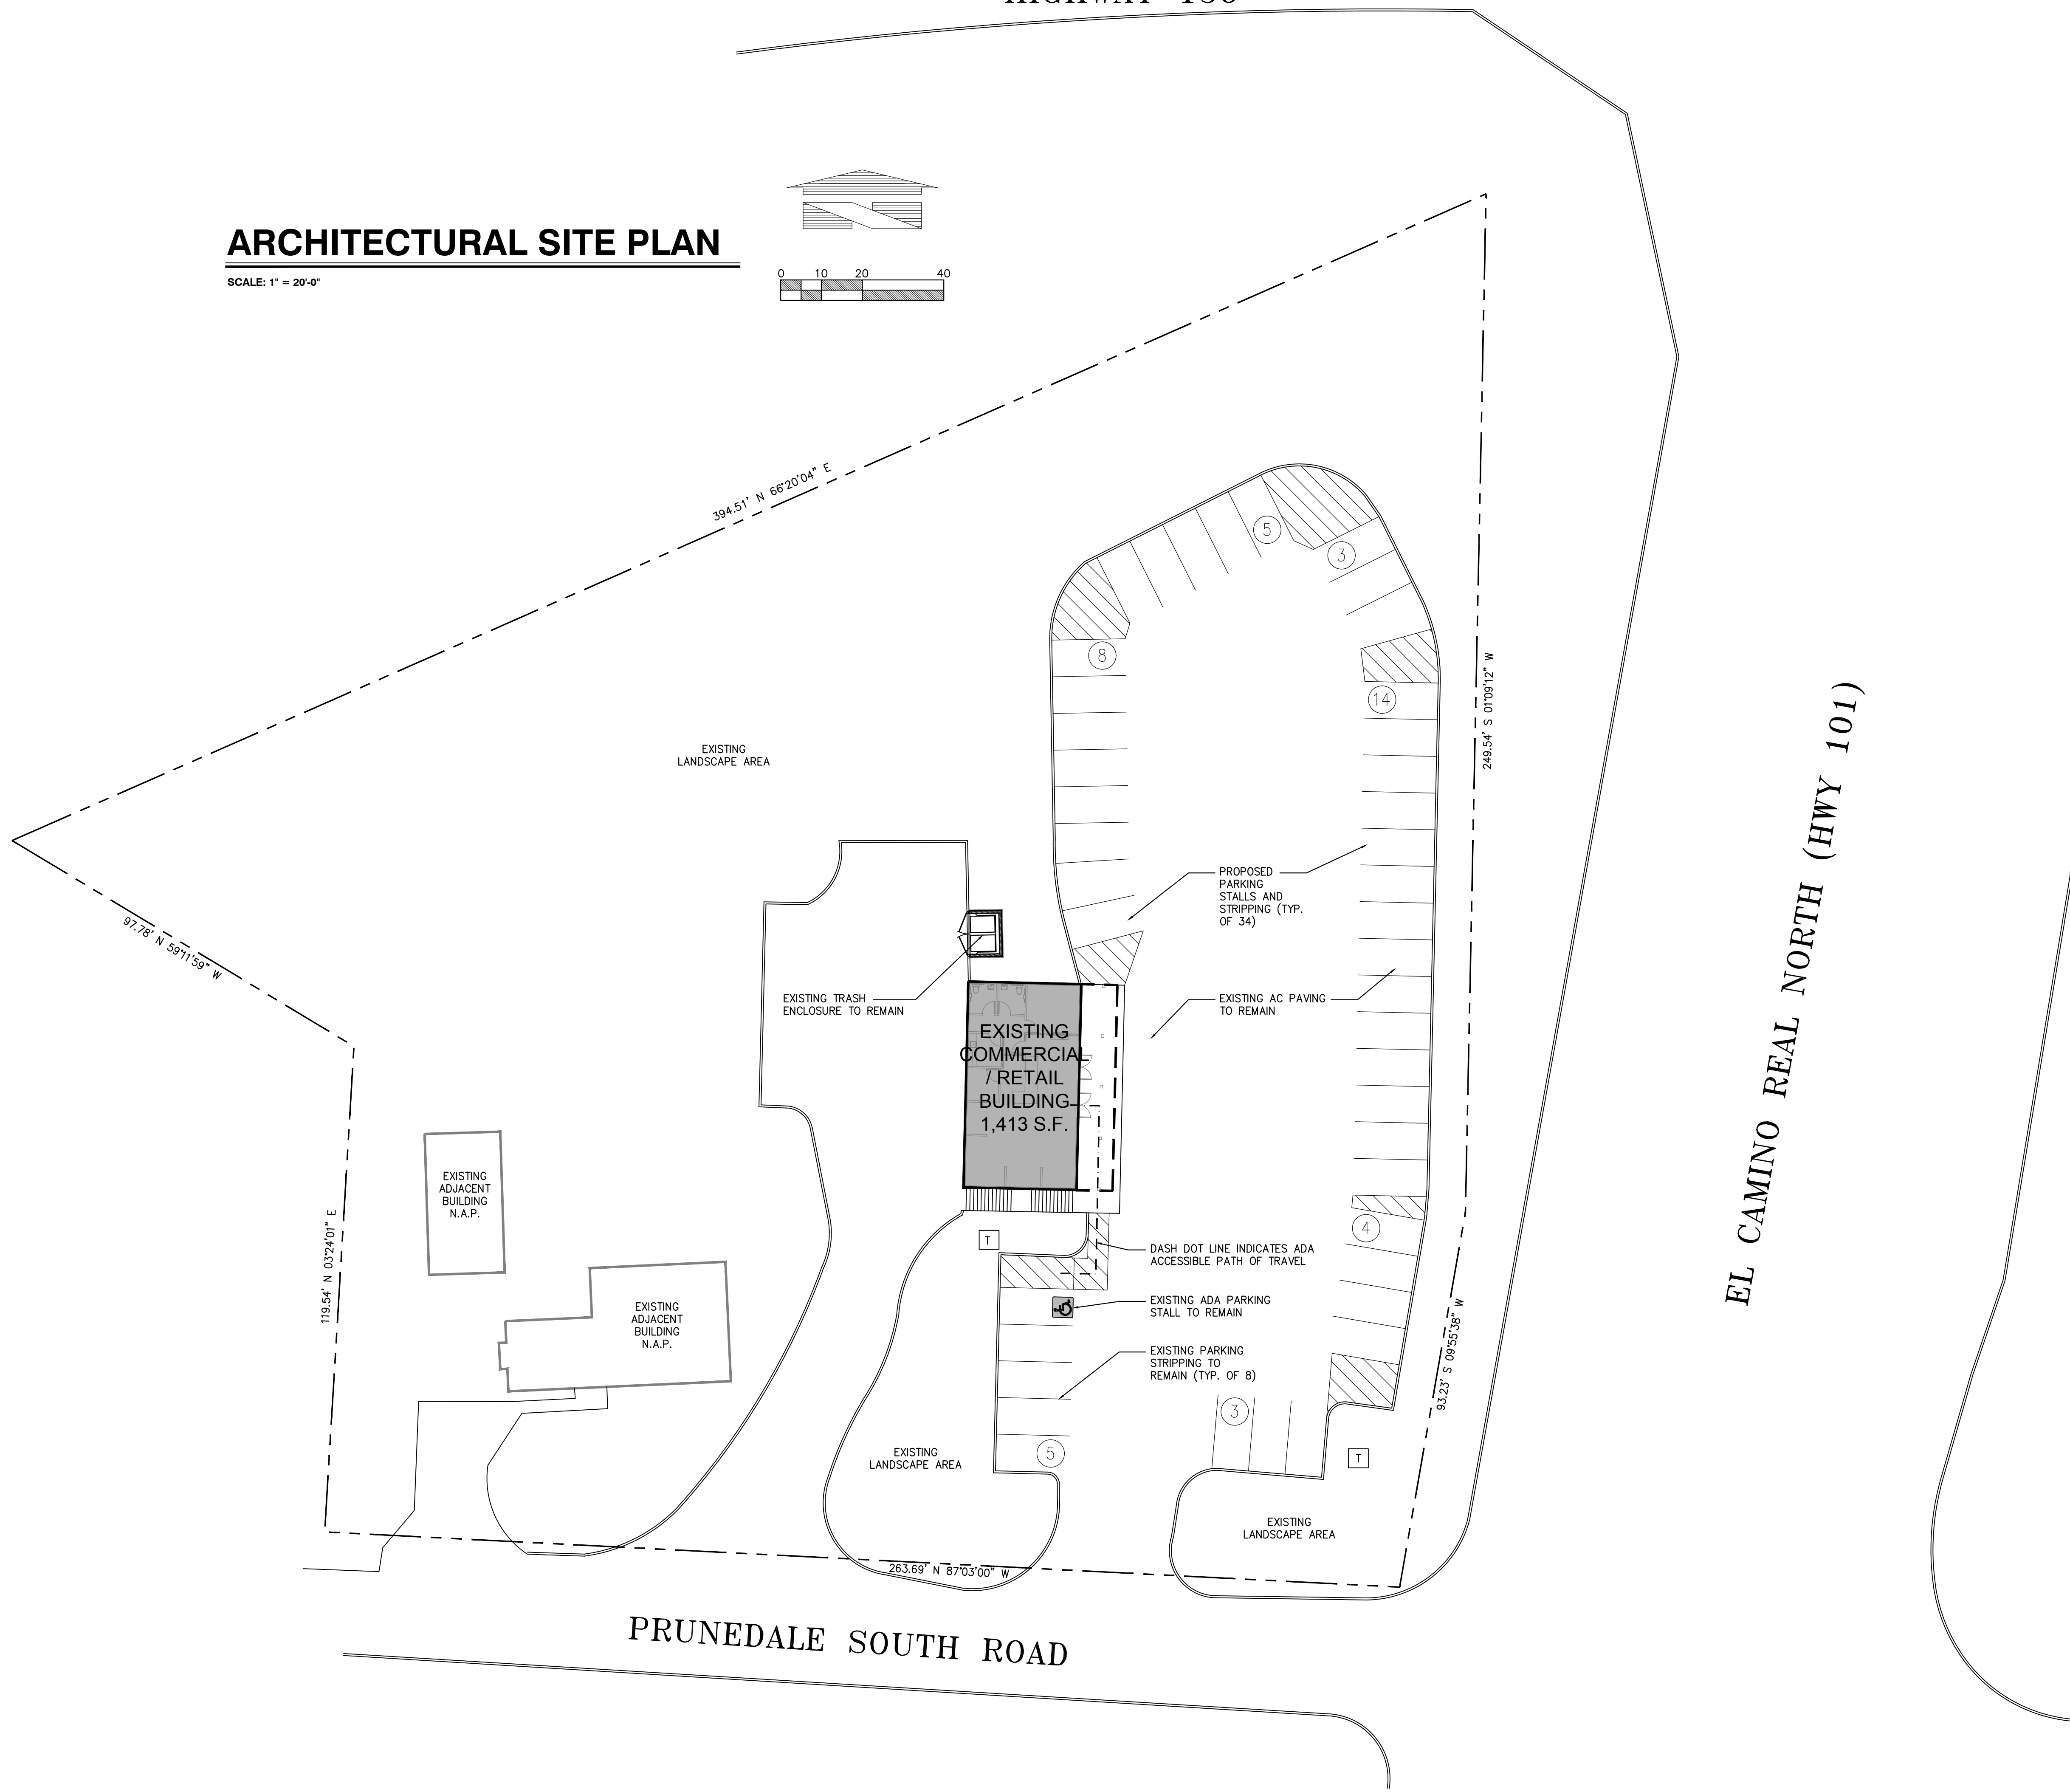 ARCHITECTURAL SITE PLAN
SCALE: 1" = 20'-0"
0 10 20 40
394.51' N 66°20'04" E
249.54' S 01°09'12" W
5
3
8
14
EXISTING
LANDSCAPE AREA
PROPOSED
PARKING
STALLS AND
STRIPPING (TYP.
OF 34)
97.78' N 59°11'59" W
EXISTING TRASH
ENCLOSURE TO REMAIN
EXISTING AC PAVING
TO REMAIN
EXISTING
COMMERCIAL
/ RETAIL
BUILDING
1,413 S.F.
EL CAMINO REAL NORTH (HWY 101)
EXISTING
ADJACENT
BUILDING
N.A.P.
119.54' N 03°24'01" E
T
4
DASH DOT LINE INDICATES ADA
ACCESSIBLE PATH OF TRAVEL
EXISTING ADA PARKING
STALL TO REMAIN
EXISTING
ADJACENT
BUILDING
N.A.P.
EXISTING PARKING
STRIPPING TO
REMAIN (TYP. OF 8)
93.23' S 09°55'38" W
3
5
EXISTING
LANDSCAPE AREA
T
EXISTING
LANDSCAPE AREA
263.69' N 87°03'00" W
PRUNEDALE SOUTH ROAD